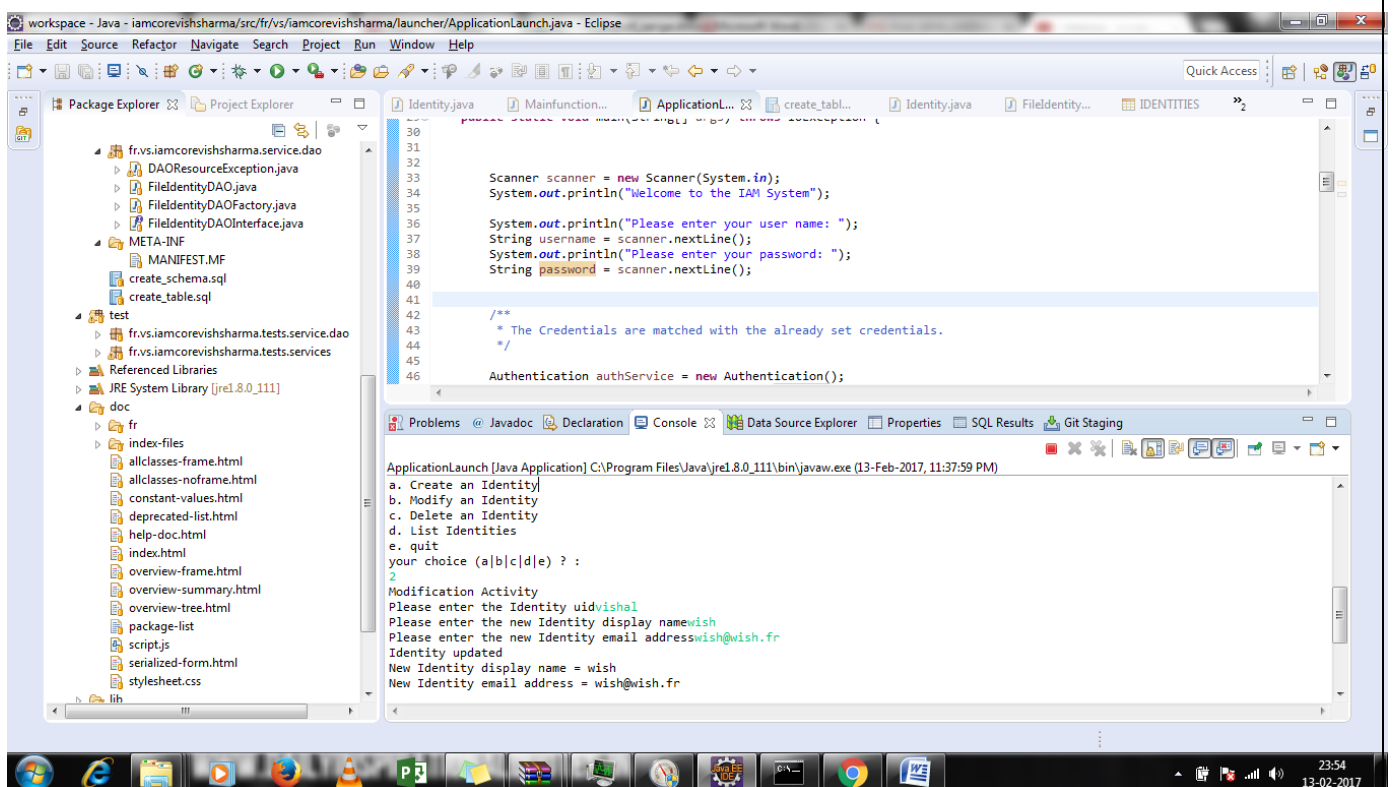 workspace - Java - iamcorevishsharma/src/fr/vs/iamcorevishsharma/launcher/ApplicationLaunch.java - Eclipse
File Edit Source Refactor Navigate Search Project Run Window Help
Quick Access
Package Explorer Project Explorer
fr.vs.iamcorevishsharma.service.dao
DAOResourceException.java
FileIdentityDAO.java
FileIdentityDAOFactory.java
FileIdentityDAOInterface.java
META-INF
MANIFEST.MF
create_schema.sql
create_table.sql
test
fr.vs.iamcorevishsharma.tests.service.dao
fr.vs.iamcorevishsharma.tests.services
Referenced Libraries
JRE System Library [jre1.8.0_111]
doc
fr
index-files
allclasses-frame.html
allclasses-noframe.html
constant-values.html
deprecated-list.html
help-doc.html
index.html
overview-frame.html
overview-summary.html
overview-tree.html
package-list
script.js
serialized-form.html
stylesheet.css
lib
Identity.java Mainfunction... ApplicationL... create_tabl... Identity.java FileIdentity... IDENTITIES »2
public static void main(String[] args) throws IOException {
30
31
32
33 Scanner scanner = new Scanner(System.in);
34 System.out.println("Welcome to the IAM System");
35
36 System.out.println("Please enter your user name: ");
37 String username = scanner.nextLine();
38 System.out.println("Please enter your password: ");
39 String password = scanner.nextLine();
40
41
42 /**
43 * The Credentials are matched with the already set credentials.
44 */
45
46 Authentication authService = new Authentication();
Problems @ Javadoc Declaration Console Data Source Explorer Properties SQL Results Git Staging
ApplicationLaunch [Java Application] C:\Program Files\Java\jre1.8.0_111\bin\javaw.exe (13-Feb-2017, 11:37:59 PM)
a. Create an Identity
b. Modify an Identity
c. Delete an Identity
d. List Identities
e. quit
your choice (a|b|c|d|e) ? :
2
Modification Activity
Please enter the Identity uidvishal
Please enter the new Identity display namewish
Please enter the new Identity email addresswish@wish.fr
Identity updated
New Identity display name = wish
New Identity email address = wish@wish.fr
23:54
13-02-2017